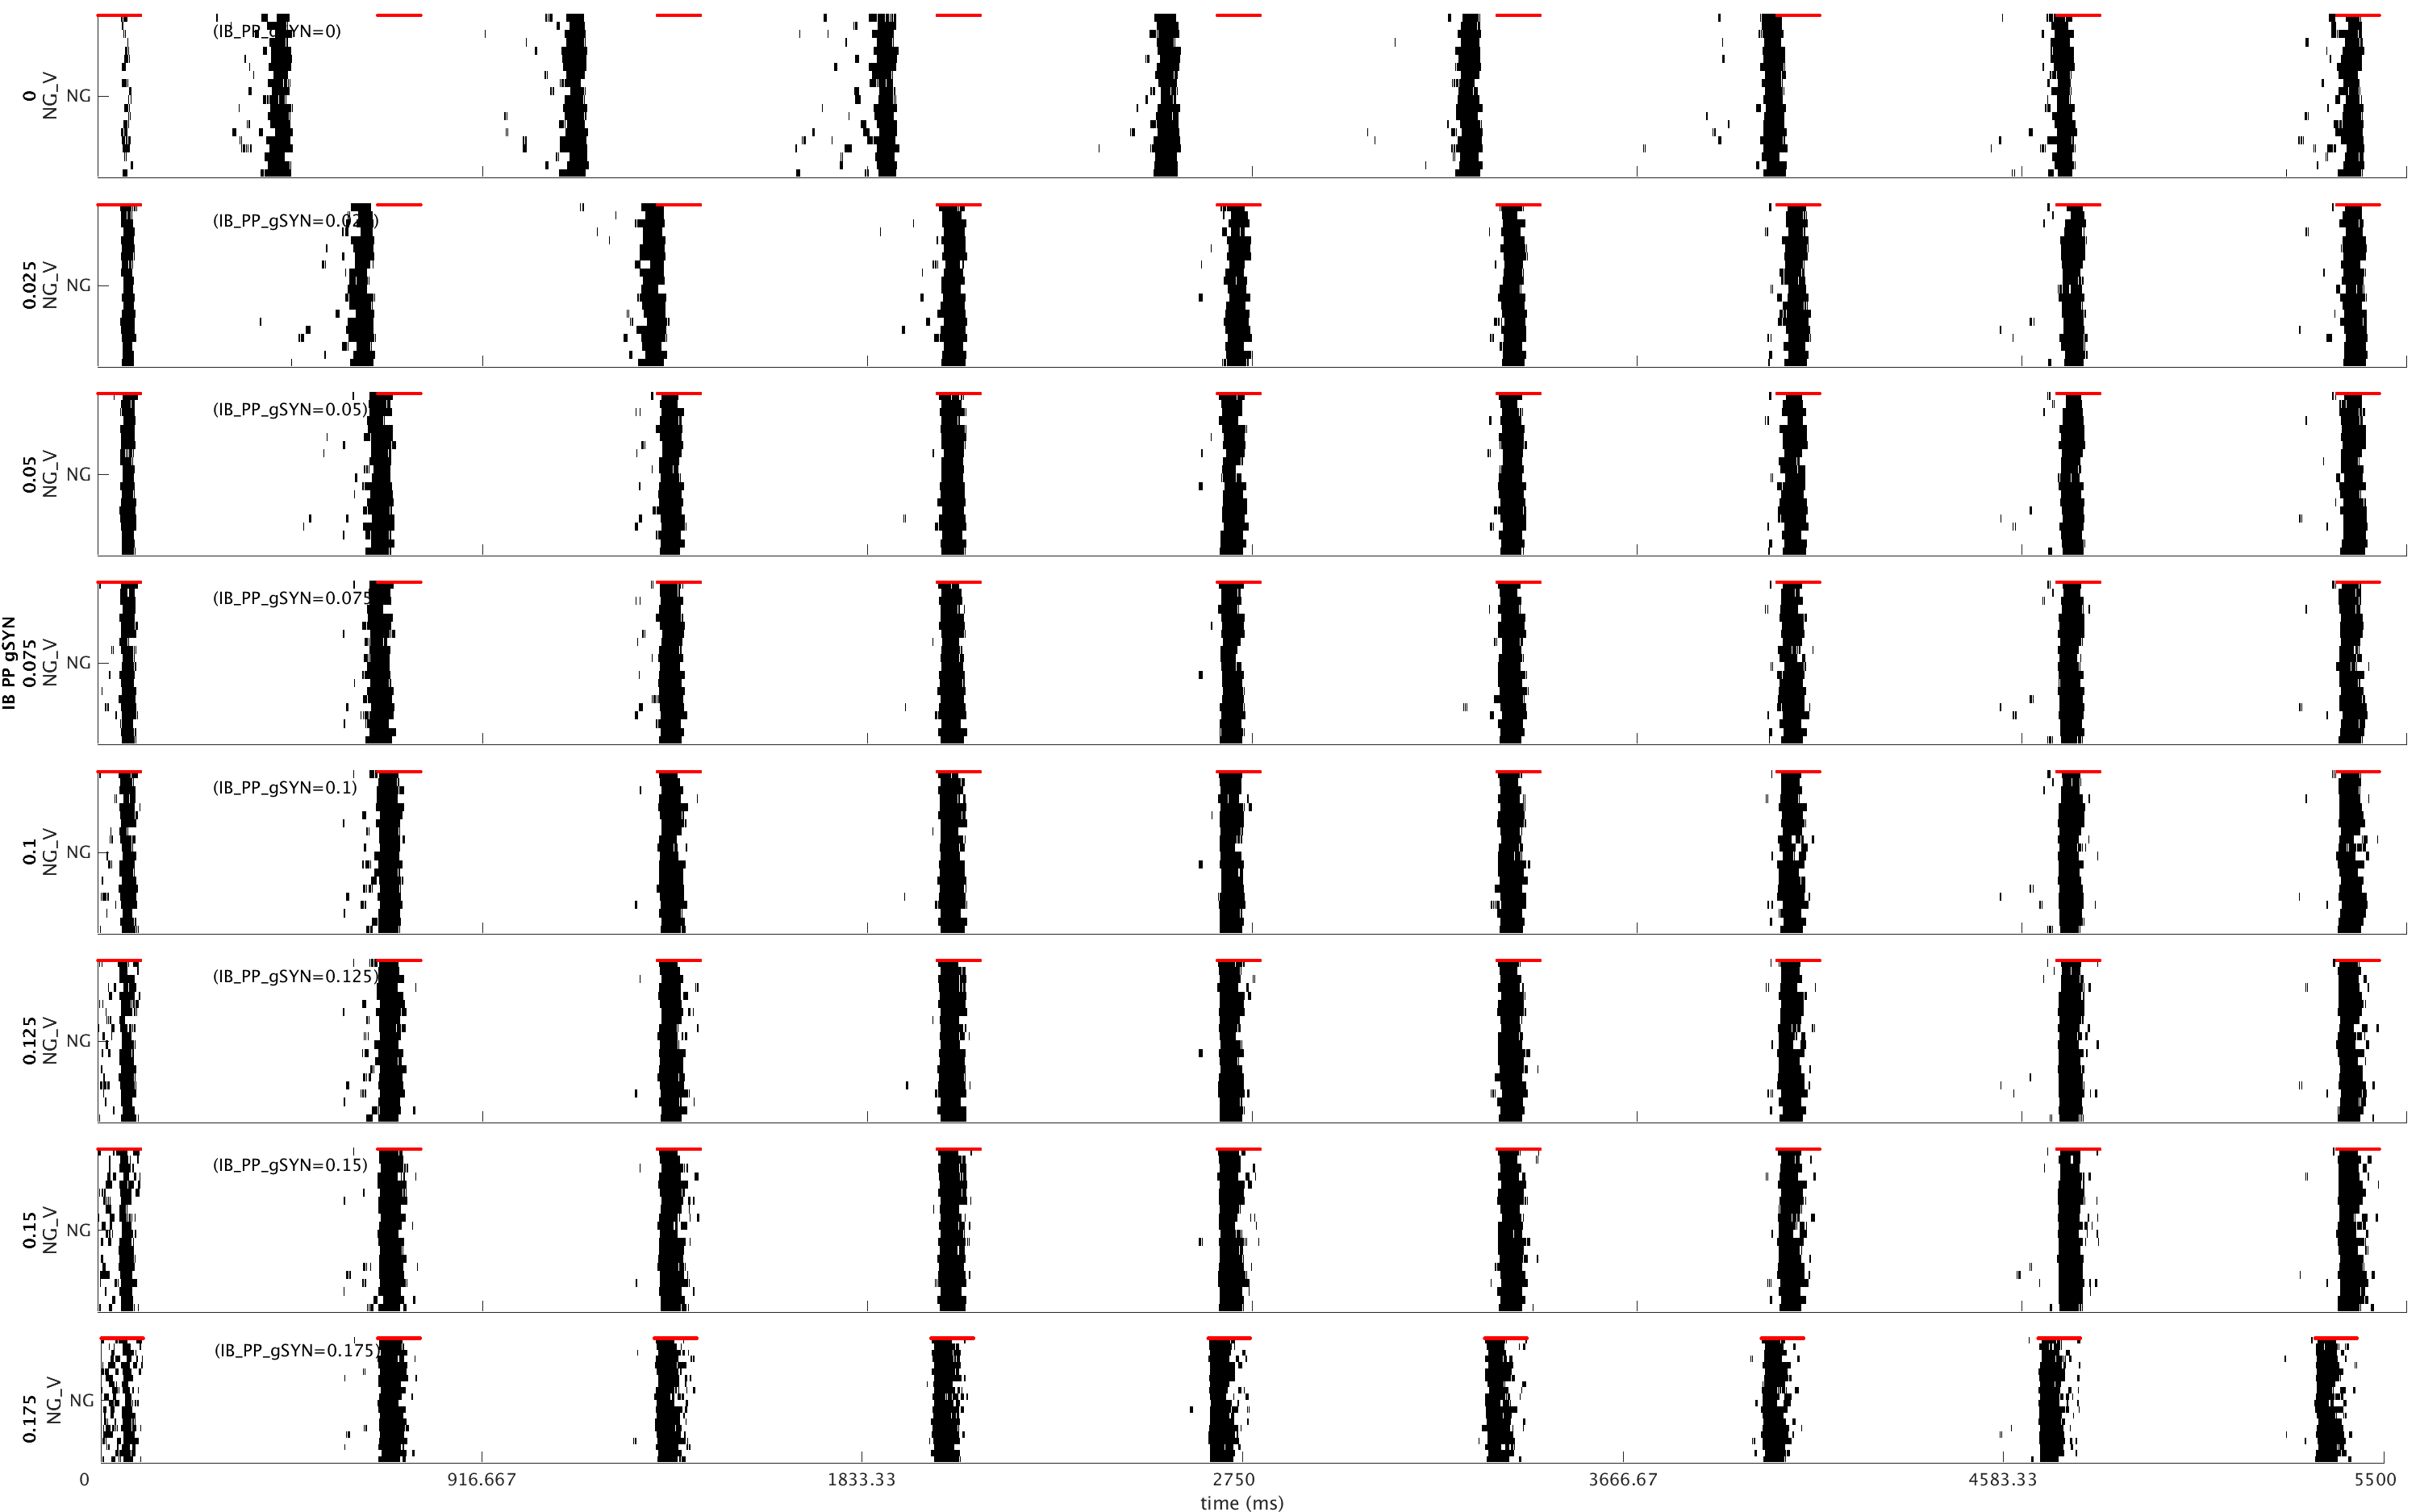 (IB_PP_gSYN=0)
0
NG_V
NG
(IB_PP_gSYN=0.025)
0.025
NG_V
NG
(IB_PP_gSYN=0.05)
0.05
NG_V
NG
(IB_PP_gSYN=0.075
IB PP gSYN
0.075
NG_V
NG
(IB_PP_gSYN=0.1)
0.1
NG_V
NG
(IB_PP_gSYN=0.125)
0.125
NG_V
NG
(IB_PP_gSYN=0.15)
0.15
NG_V
NG
(IB_PP_gSYN=0.175)
0.175
NG_V
NG
0 916.667 1833.33 2750 3666.67 4583.33 5500
time (ms)